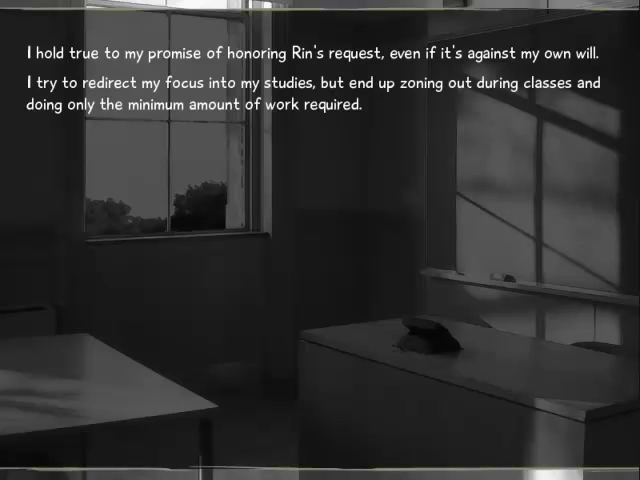 I hold true to my promise of honoring Rin's request, even if it's against my own will.
I try to redirect my focus into my studies, but end up zoning out during classes and
doing only the minimum amount of work required.